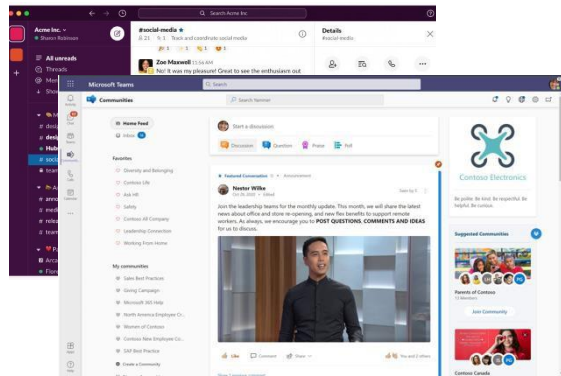 Search Acme Inc
Acme Inc.
Sharon Robinson
#social-media
Track and coordinate social media
Details
#social-media
Zoe Maxwell 11:56 AM
No! It was my pleasure! Great to see the enthusiasm out
All unreads
Threads
Microsoft Teams
Search
Communities
Home Feed
Inbox
Favorites
Diversity and Belonging
Contoso Life
Ask HR
Safety
Contoso All Company
Leadership Connection
Working From Home
My communities
Sales Best Practices
Giving Campaign
Microsoft 365 Help
North America Employee Cr...
Women of Contoso
Contoso New Employee Co...
SAP Best Practice
Create a Community
Start a discussion
Discussion
Question
Praise
Poll
Featured Conversation
Announcement
Nestor Wilke
Join the leadership teams for the monthly update. This month, we will share the latest
news about office and store re-opening, and new flex benefits to support remote
workers. As always, we encourage you to POST QUESTIONS, COMMENTS AND IDEAS
for us to discuss.
Like
Comment
Share
You and 2 others
Contoso Electronics
Be polite. Be kind. Be respectful. Be
helpful. Be curious.
Suggested Communities
Parents of Contoso
Join Community
Contoso Canada